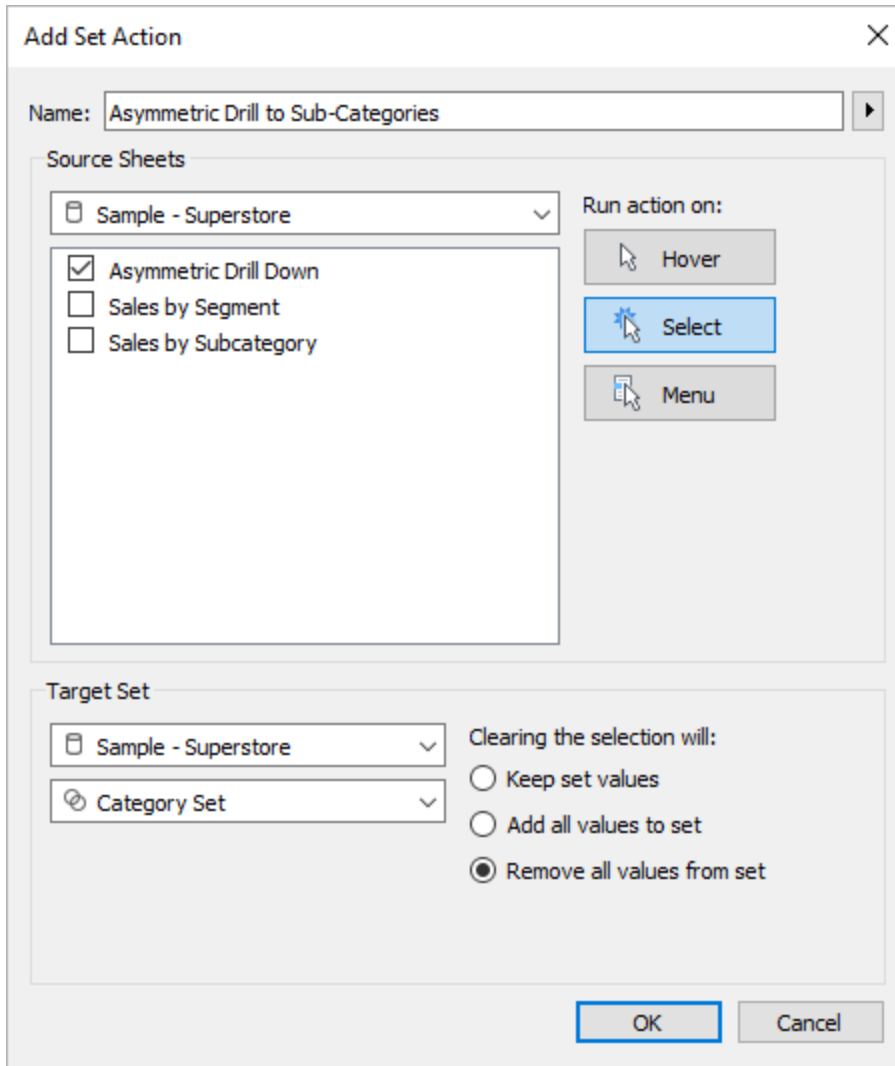 Add Set Action
Name: Asymmetric Drill to Sub-Categories
Source Sheets
Sample - Superstore
Run action on:
Asymmetric Drill Down
Sales by Segment
Sales by Subcategory
Hover
Select
Menu
Target Set
Sample - Superstore
Category Set
Clearing the selection will:
Keep set values
Add all values to set
Remove all values from set
OK
Cancel